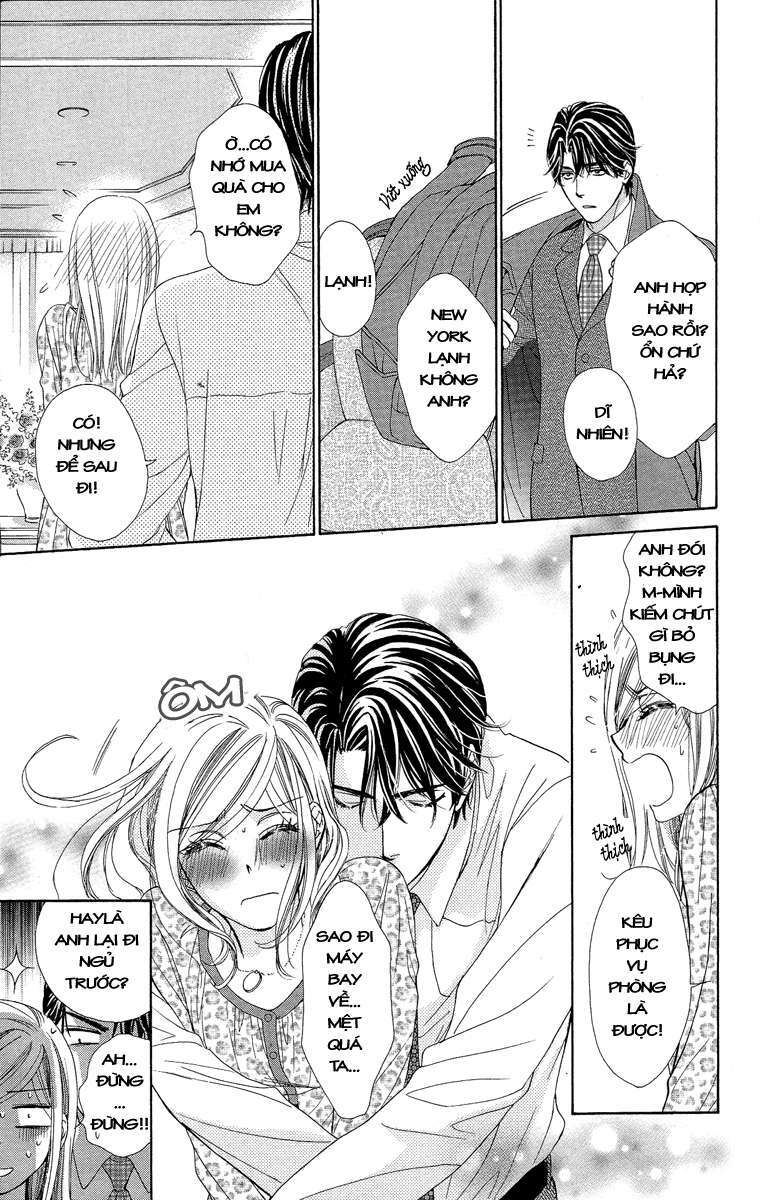 ANH HỌP
HÀNH
SAO RỒI?
ỔN CHỨ
HẢ?
DĨ
NHIÊN!
Vứt xuống
NEW
YORK
LẠNH
KHÔNG
ANH?
LẠNH!
Ờ...CÓ
NHỚ MUA
QUÀ CHO
EM
KHÔNG?
CÓ!
NHƯNG
ĐỂ SAU
ĐI!
ANH ĐÓI
KHÔNG?
M-MÌNH
KIẾM CHÚT
GÌ BỎ
BỤNG
ĐI...
thình
thịch
thình
thịch
KÊU
PHỤC
VỤ
PHÒNG
LÀ
ĐƯỢC!
ÔM
SAO ĐI
MÁY
BAY
VỀ...
MỆT QUÁ
TA...
HAYLÀ
ANH LẠI ĐI
NGỦ
TRƯỚC?
AH...
ĐỪNG
...
ĐỪNG!!